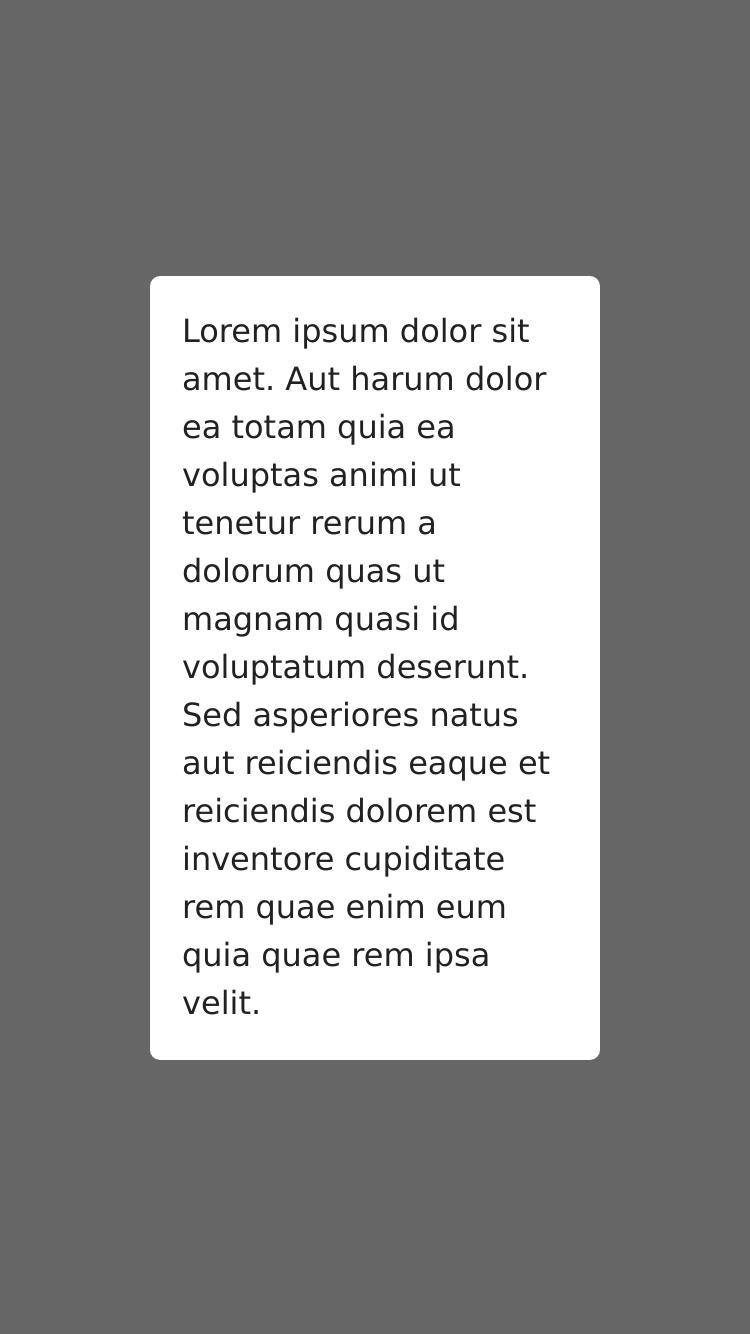 Lorem ipsum dolor sit
amet. Aut harum dolor
ea totam quia ea
voluptas animi ut
tenetur rerum a
dolorum quas ut
magnam quasi id
voluptatum deserunt.
Sed asperiores natus
aut reiciendis eaque et
reiciendis dolorem est
inventore cupiditate
rem quae enim eum
quia quae rem ipsa
velit.